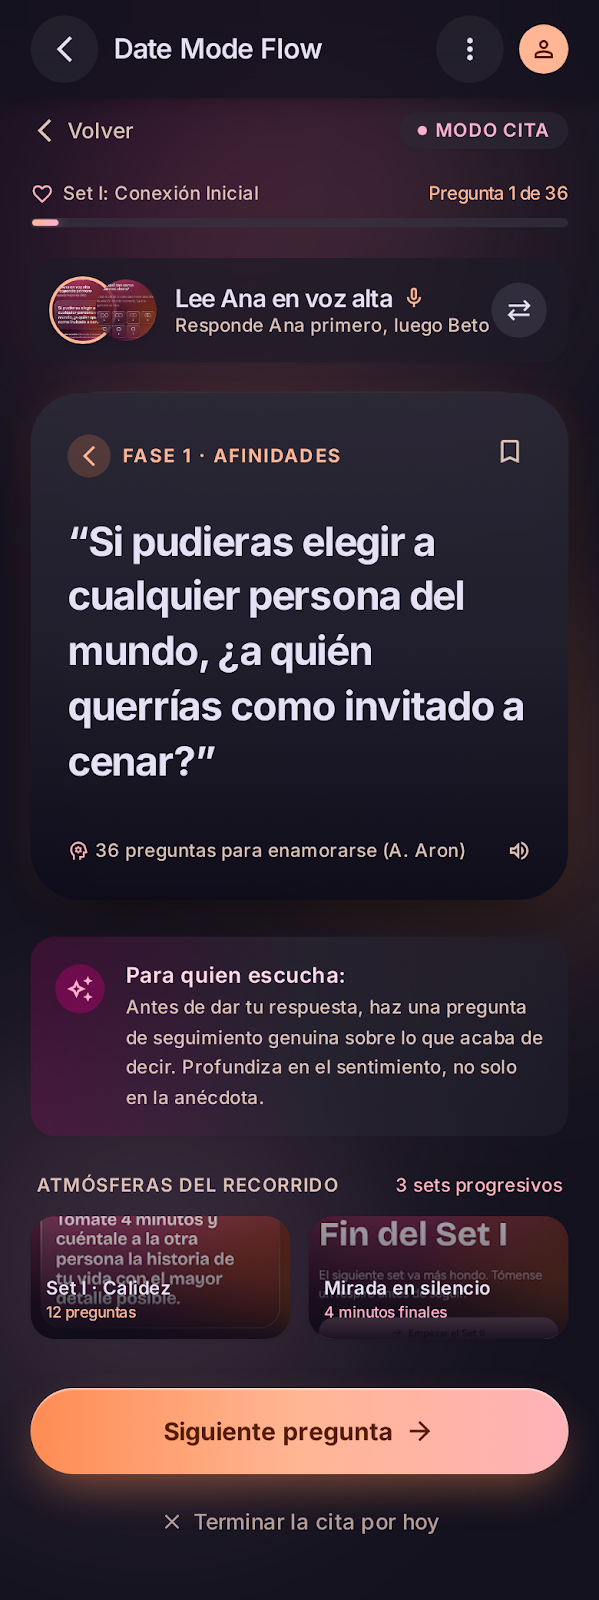 Date Mode Flow
Volver
MODO CITA
Set I: Conexión Inicial
Pregunta 1 de 36
Lee Ana en voz alta
Responde Ana primero, luego Beto
FASE 1 · AFINIDADES
“Si pudieras elegir a
cualquier persona del
mundo, ¿a quién
querrías como invitado a
cenar?”
36 preguntas para enamorarse (A. Aron)
Para quien escucha:
Antes de dar tu respuesta, haz una pregunta
de seguimiento genuina sobre lo que acaba de
decir. Profundiza en el sentimiento, no solo
en la anécdota.
ATMÓSFERAS DEL RECORRIDO
3 sets progresivos
Tómate 4 minutos y
cuéntale a la otra
persona la historia de
tu vida con el mayor
detalle posible.
Set I · Calidez
12 preguntas
Fin del Set I
El siguiente set va más hondo. Tómense
Mirada en silencio
4 minutos finales
Siguiente pregunta
Terminar la cita por hoy